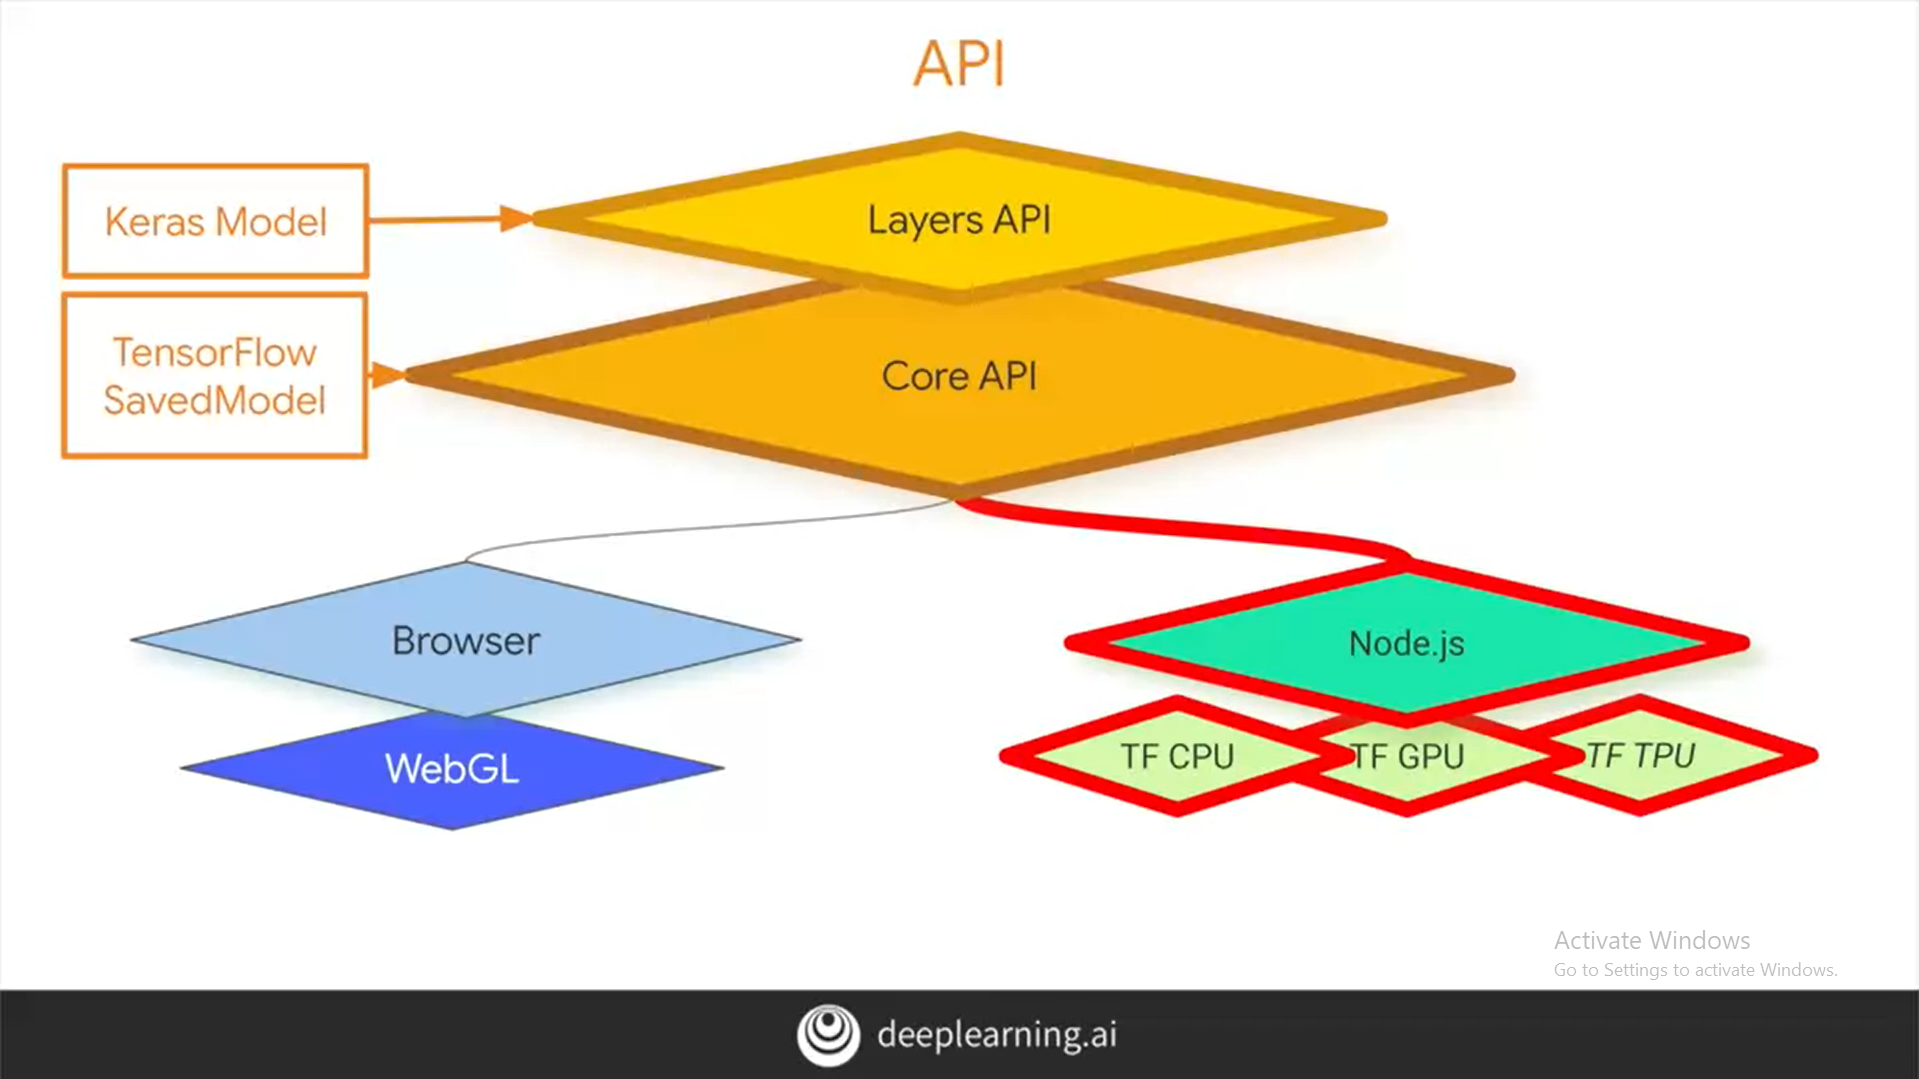 API
Keras Model
Layers API
TensorFlow
SavedModel
Core API
Browser
Node.js
WebGL
TF CPU
TF GPU
TF TPU
Activate Windows
Go to Settings to activate Windows.
deeplearning.ai